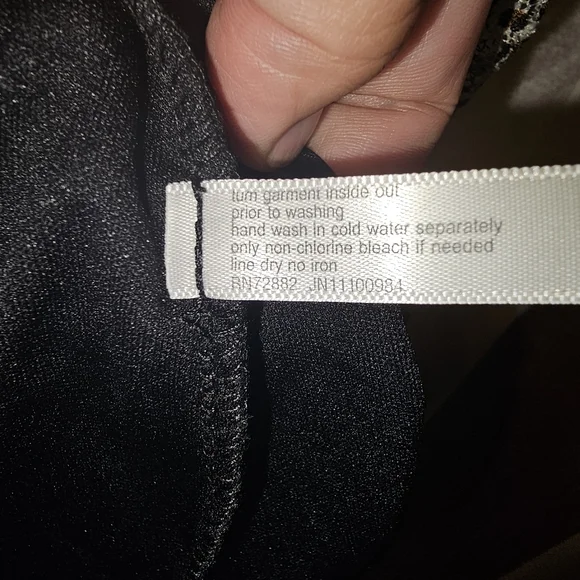 turn garment inside out
prior to washing
hand wash in cold water separately
only non-chlorine bleach if needed
line dry no iron
RN72882 JN11100984